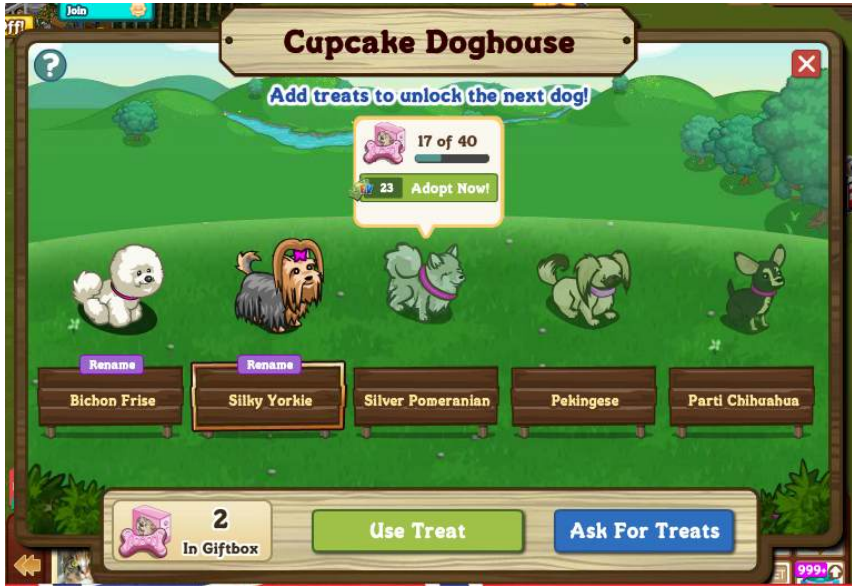 Join
ff!
Cupcake Doghouse
?
Add treats to unlock the next dog!
17 of 40
23 Adopt Now!
Rename
Rename
Bichon Frise
Silky Yorkie
Silver Pomeranian
Pekingese
Parti Chihuahua
2
In Giftbox
Use Treat
Ask For Treats
999+